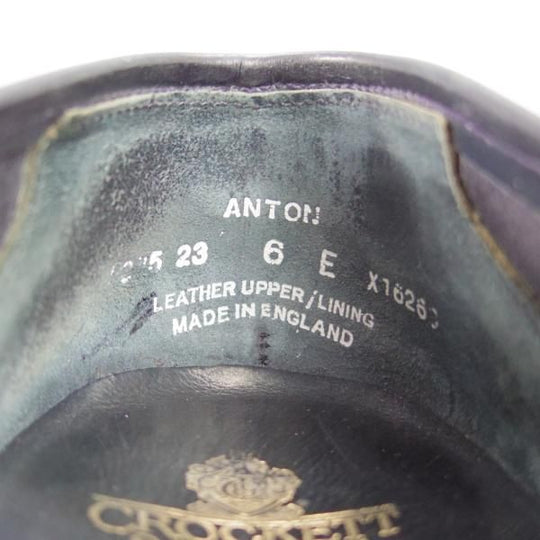 ANTON
23 6 E
LEATHER UPPER/LINING
MADE IN ENGLAND
CROCKETT